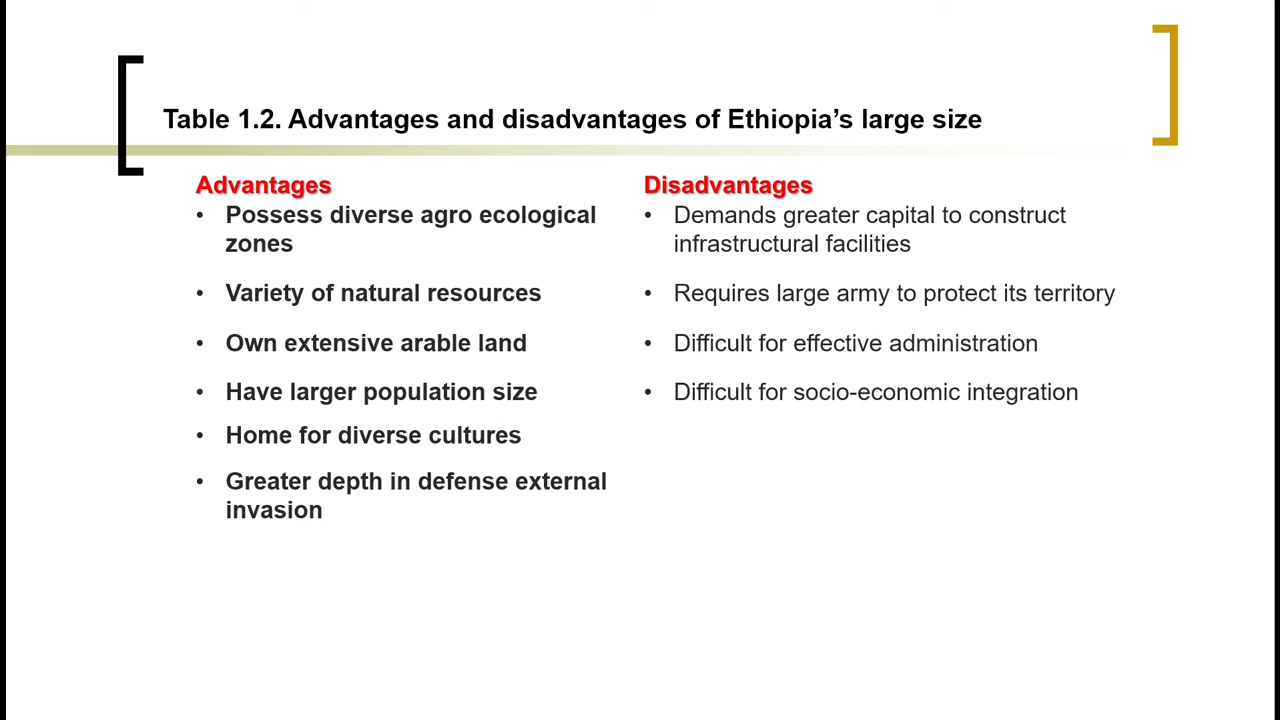 Table 1.2. Advantages and disadvantages of Ethiopia’s large size
Advantages
• Possess diverse agro ecological
zones
• Variety of natural resources
• Own extensive arable land
• Have larger population size
• Home for diverse cultures
• Greater depth in defense external
invasion
Disadvantages
• Demands greater capital to construct
infrastructural facilities
• Requires large army to protect its territory
• Difficult for effective administration
• Difficult for socio-economic integration